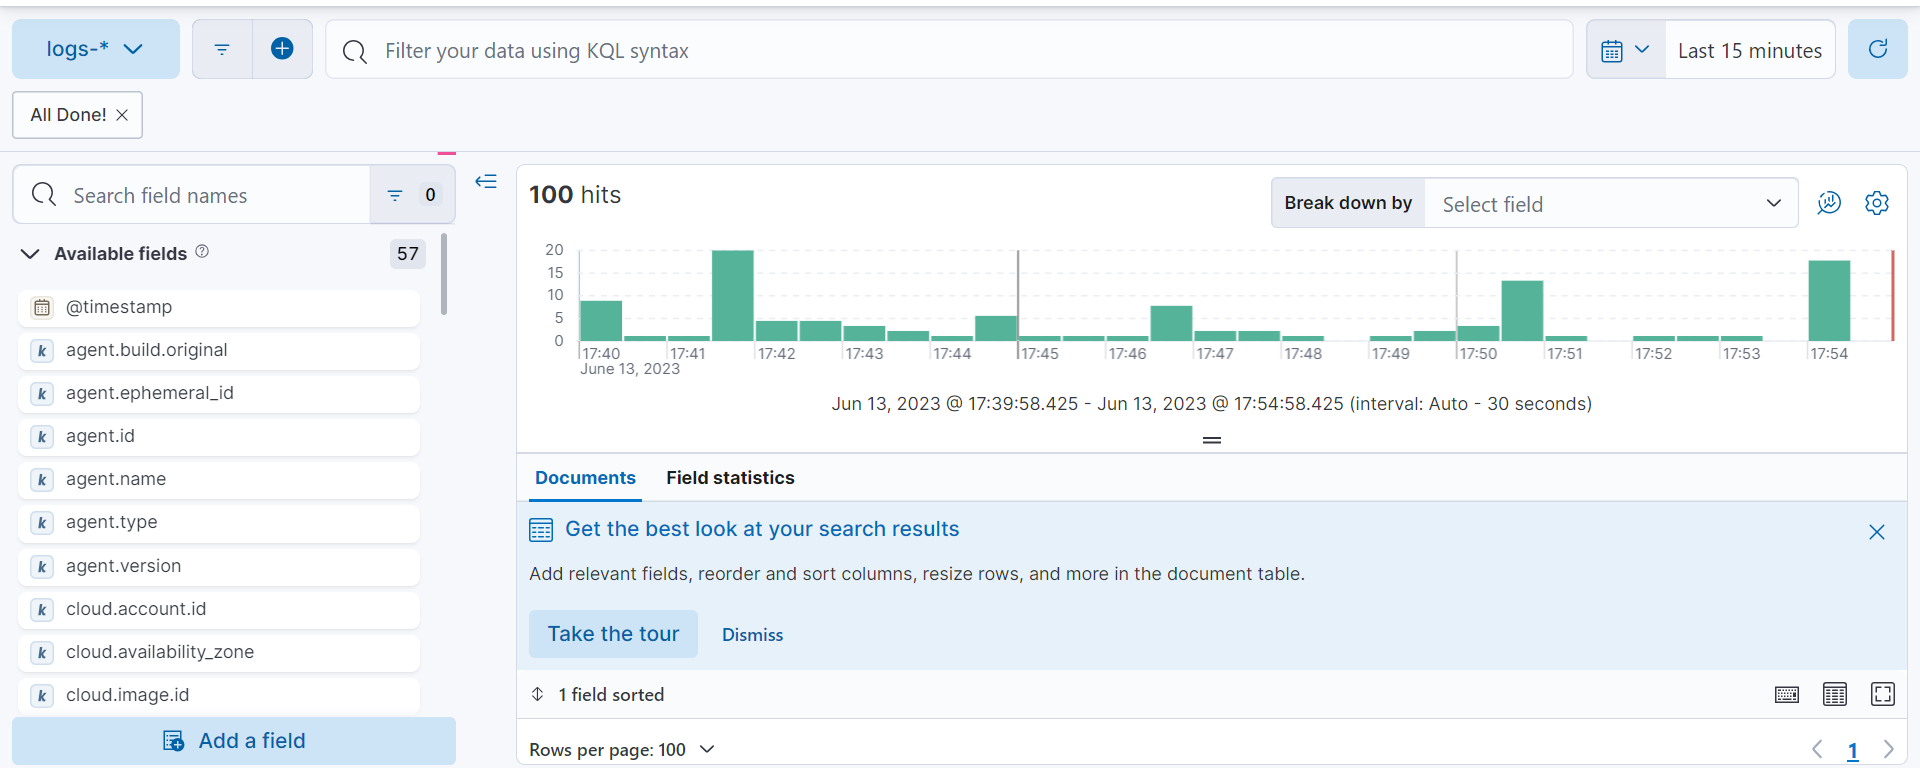 logs-*
Filter your data using KQL syntax
Last 15 minutes
All Done!
Search field names
0
Available fields
57
@timestamp
k agent.build.original
k agent.ephemeral_id
k agent.id
k agent.name
k agent.type
k agent.version
k cloud.account.id
k cloud.availability_zone
k cloud.image.id
Add a field
100 hits
Break down by Select field
20
15
10
5
0
17:40 17:41 17:42 17:43 17:44 17:45 17:46 17:47 17:48 17:49 17:50 17:51 17:52 17:53 17:54
June 13, 2023
Jun 13, 2023 @ 17:39:58.425 - Jun 13, 2023 @ 17:54:58.425 (interval: Auto - 30 seconds)
Documents Field statistics
Get the best look at your search results
Add relevant fields, reorder and sort columns, resize rows, and more in the document table.
Take the tour Dismiss
1 field sorted
Rows per page: 100
1